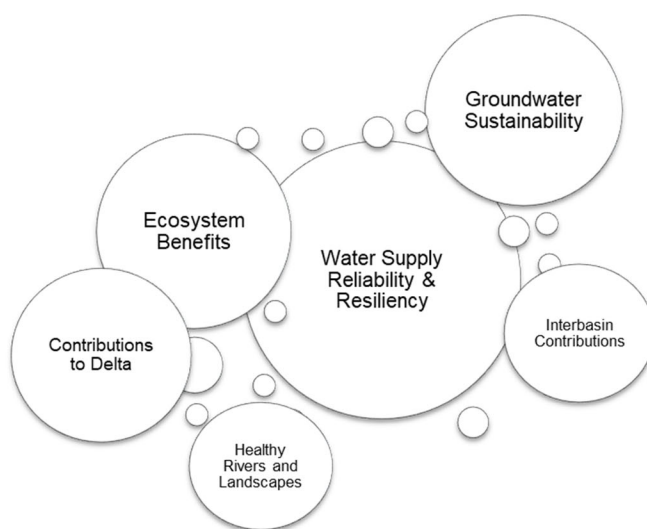 Groundwater
Sustainability
Ecosystem
Benefits
Water Supply
Reliability &
Resiliency
Interbasin
Contributions
Contributions
to Delta
Healthy
Rivers and
Landscapes